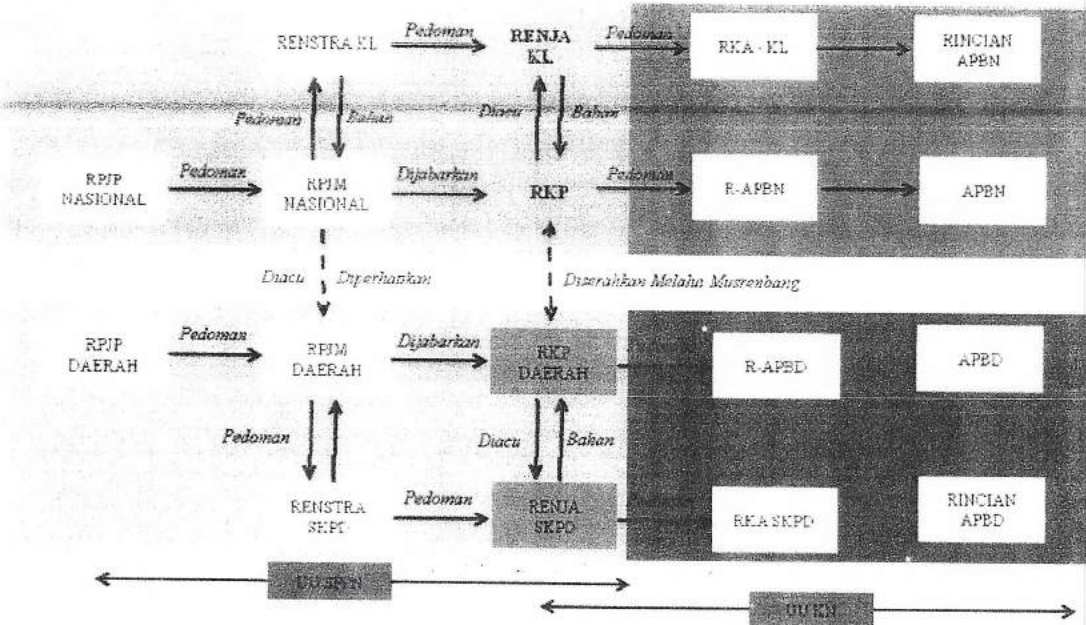 Pedoman
Pedoman
RENSTRA KL
RENJA
KL
RKA - KL
RINCIAN
APBN
Pedoman
Bahan
Diacu
Bahan
Pedoman
Dijabarkan
Pedoman
RPJP
NASIONAL
RPJM
NASIONAL
RKP
R-APBN
APBN
Diacu
Diperhatikan
Diserahkan Melalui Musrenbang
Pedoman
Dijabarkan
RPJP
DAERAH
RPJM
DAERAH
RKP
DAERAH
R-APBD
APBD
Pedoman
Diacu
Bahan
Pedoman
RENSTRA
SKPD
RENJA
SKPD
RKA SKPD
RINCIAN
APBD
UU SPPN
UU KN